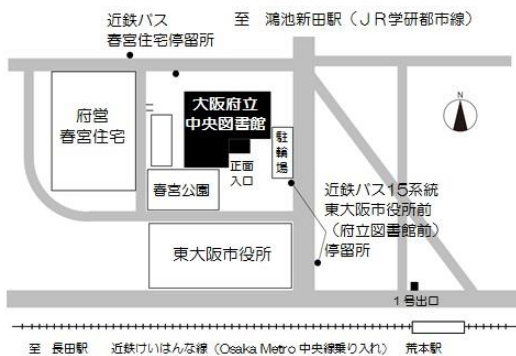 近鉄バス
春宮住宅停留所
至 鴻池新田駅（ＪＲ学研都市線）
府営
春宮住宅
大阪府立
中央図書館
駐輪場
正面
入口
N
春宮公園
近鉄バス15系統
東大阪市役所前
（府立図書館前）
停留所
東大阪市役所
１号出口
至 長田駅 近鉄けいはんな線（Osaka Metro 中央線乗り入れ） 荒本駅